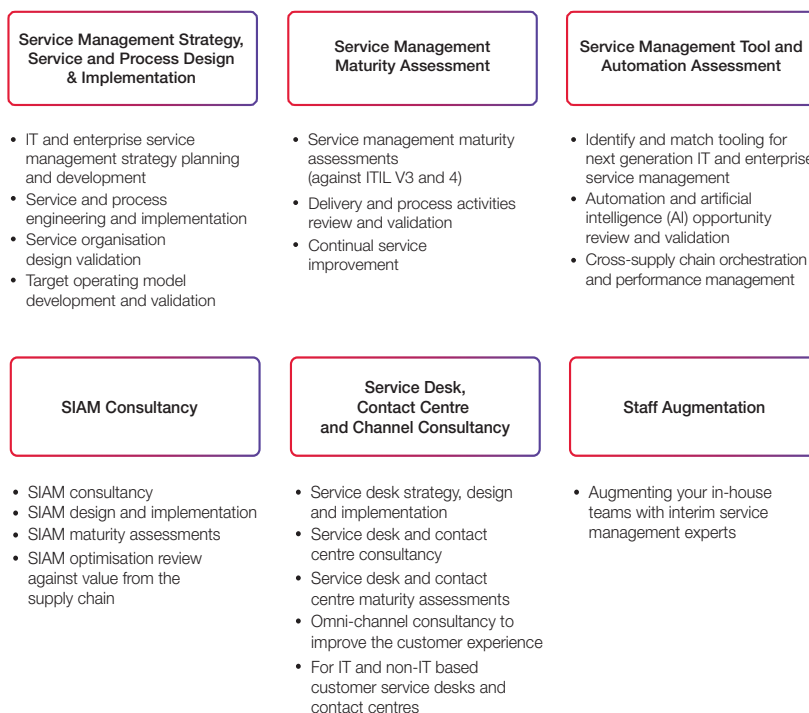 Service Management Strategy,
Service and Process Design
& Implementation
• IT and enterprise service
management strategy planning
and development
• Service and process
engineering and implementation
• Service organisation
design validation
• Target operating model
development and validation
Service Management
Maturity Assessment
• Service management maturity
assessments
(against ITIL V3 and 4)
• Delivery and process activities
review and validation
• Continual service
improvement
Service Management Tool and
Automation Assessment
• Identify and match tooling for
next generation IT and enterprise
service management
• Automation and artificial
intelligence (AI) opportunity
review and validation
• Cross-supply chain orchestration
and performance management
SIAM Consultancy
• SIAM consultancy
• SIAM design and implementation
• SIAM maturity assessments
• SIAM optimisation review
against value from the
supply chain
Service Desk,
Contact Centre
and Channel Consultancy
• Service desk strategy, design
and implementation
• Service desk and contact
centre consultancy
• Service desk and contact
centre maturity assessments
• Omni-channel consultancy to
improve the customer experience
• For IT and non-IT based
customer service desks and
contact centres
Staff Augmentation
• Augmenting your in-house
teams with interim service
management experts